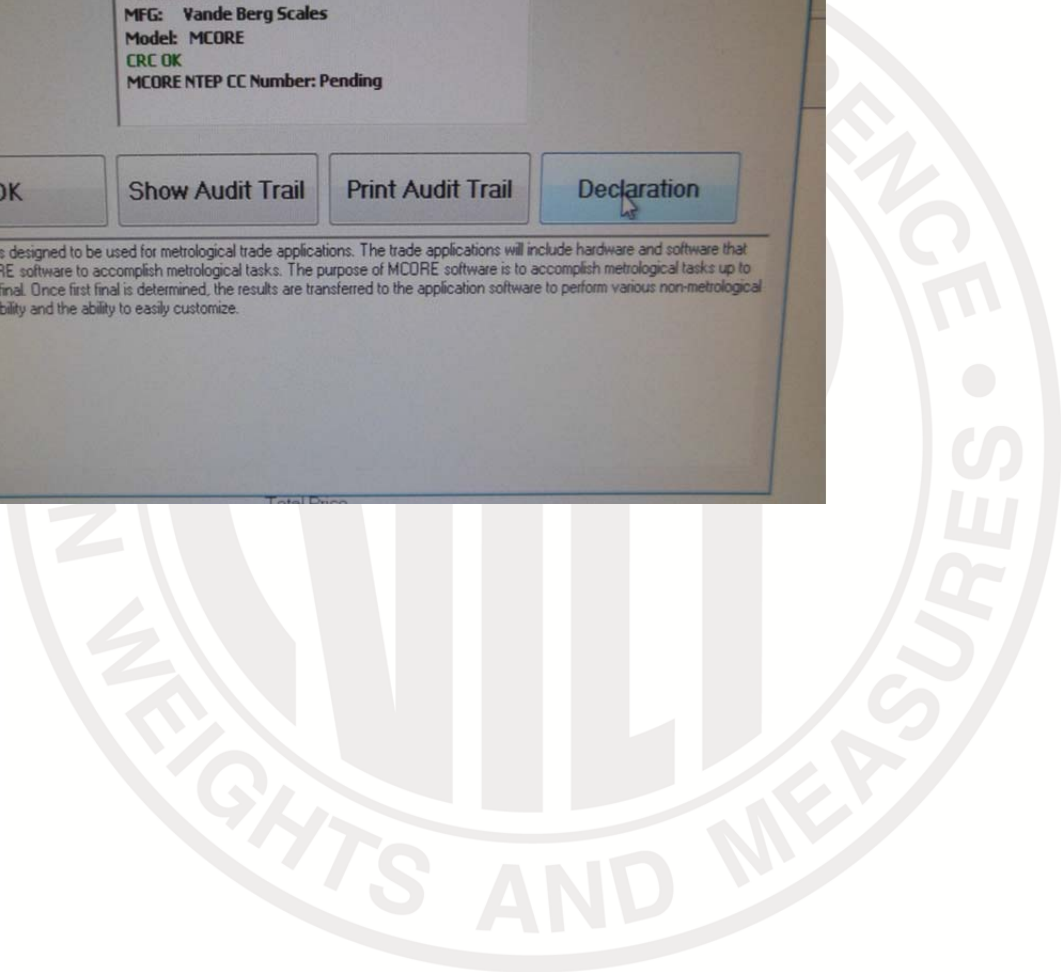 MFG: Vande Berg Scales
Model: MCORE
CRC OK
MCORE NTEP CC Number: Pending
OK
Show Audit Trail
Print Audit Trail
Declaration
s designed to be used for metrological trade applications. The trade applications will include hardware and software that
RE software to accomplish metrological tasks. The purpose of MCORE software is to accomplish metrological tasks up to
final. Once first final is determined, the results are transferred to the application software to perform various non-metrological
bility and the ability to easily customize.
Total Price
N WEIGHTS AND MEASURES •